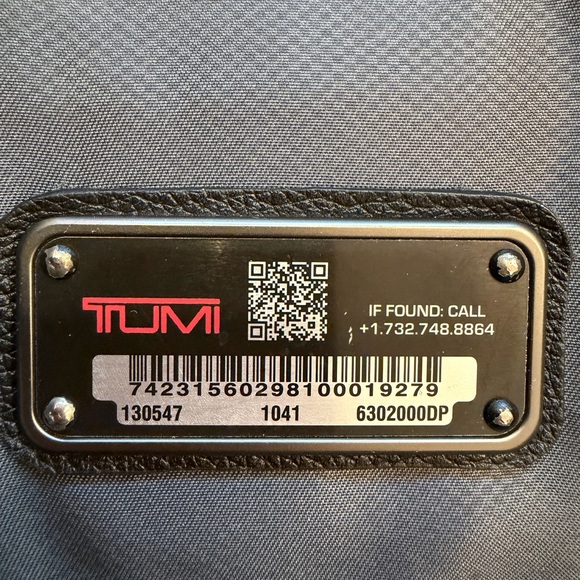 TUMI
IF FOUND: CALL
+1.732.748.8864
74231560298100019279
130547 1041 6302000DP